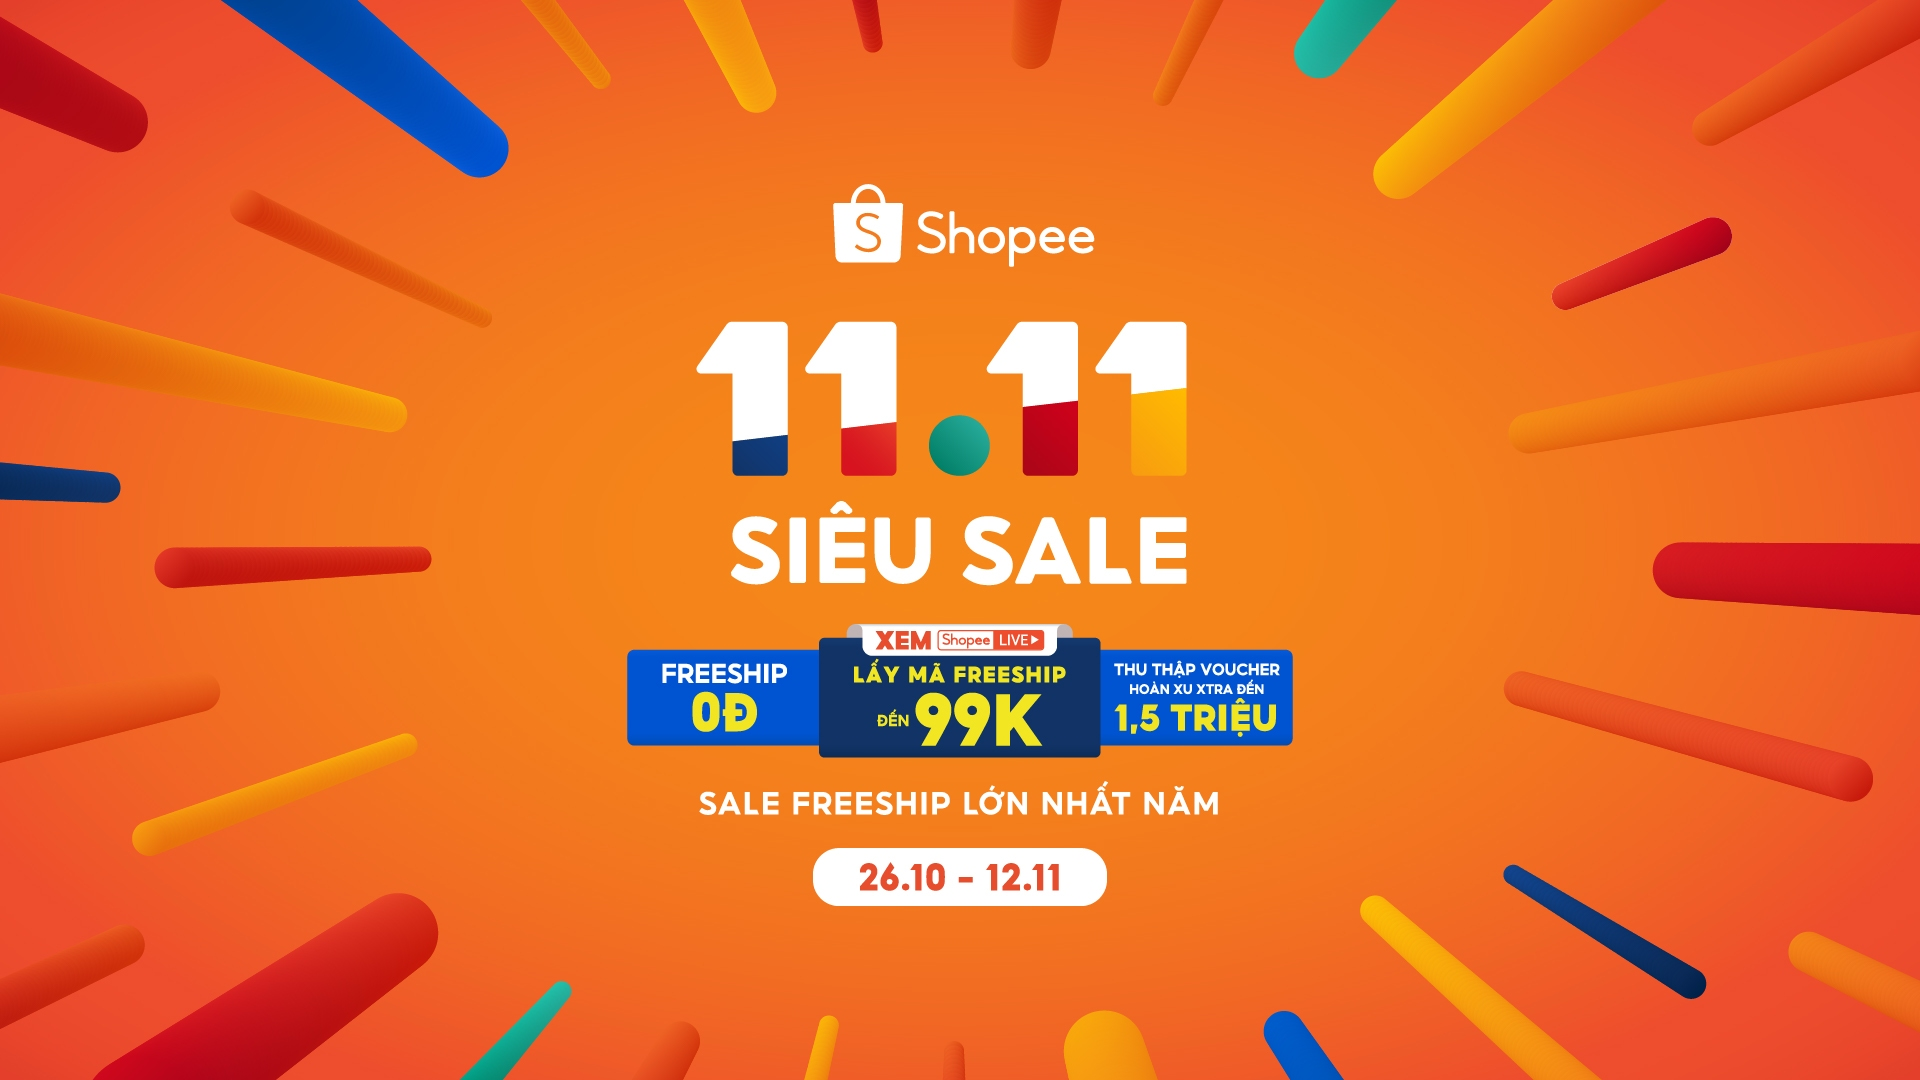 S Shopee
11.11
SIÊU SALE
XEM Shopee LIVE
FREESHIP
0Đ
LẤY MÃ FREESHIP
ĐẾN 99K
THU THẬP VOUCHER
HOÀN XU XTRA ĐẾN
1,5 TRIỆU
SALE FREESHIP LỚN NHẤT NĂM
26.10 - 12.11